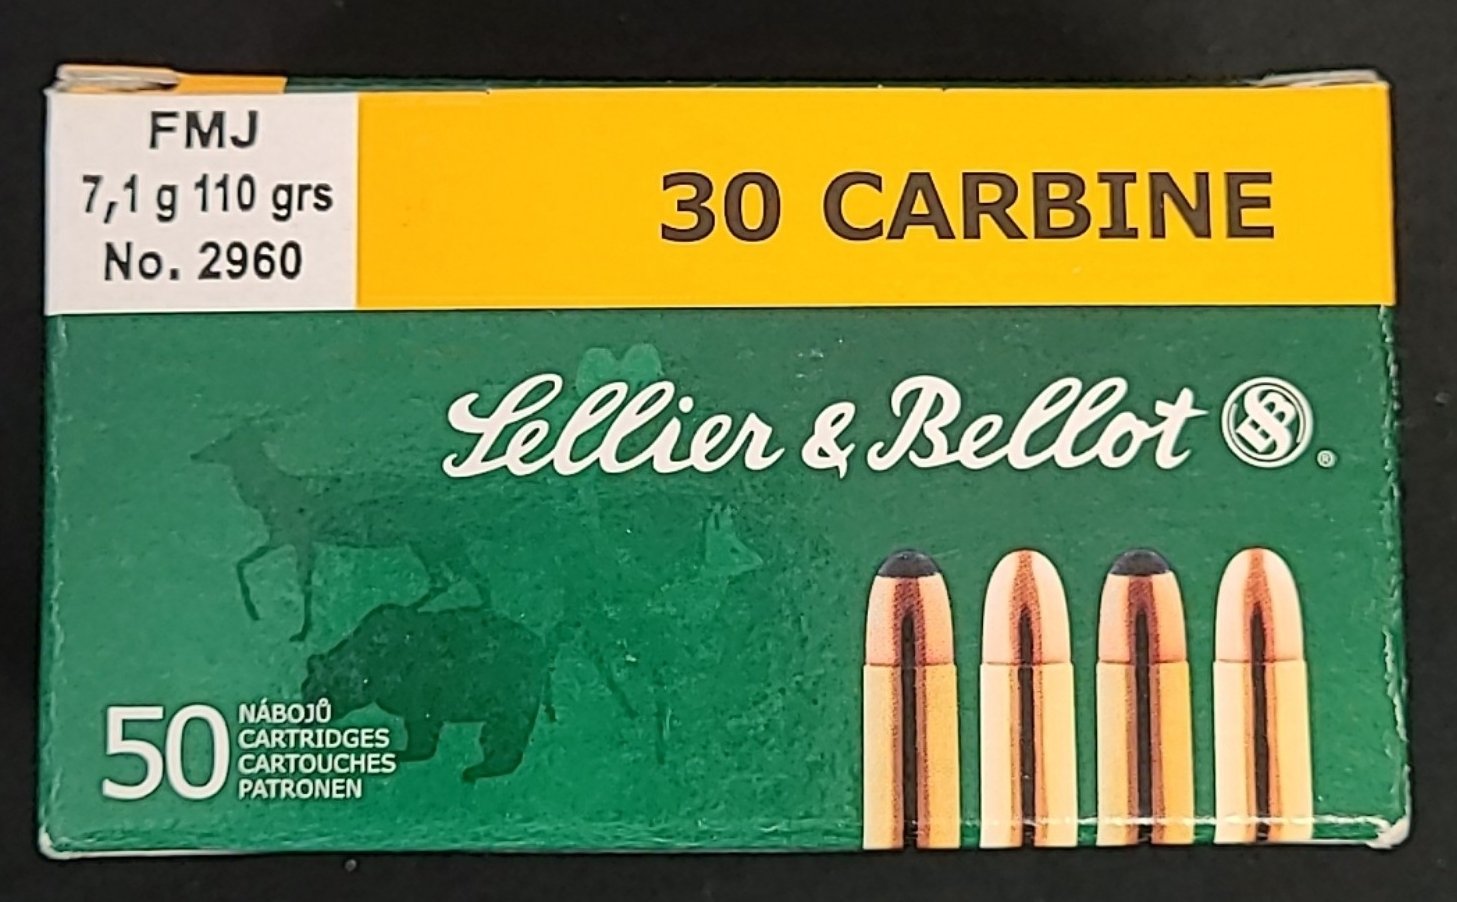 FMJ
7,1 g 110 grs
No. 2960
30 CARBINE
Sellier & Bellot
S&B
®
50
NÁBOJŮ
CARTRIDGES
CARTOUCHES
PATRONEN